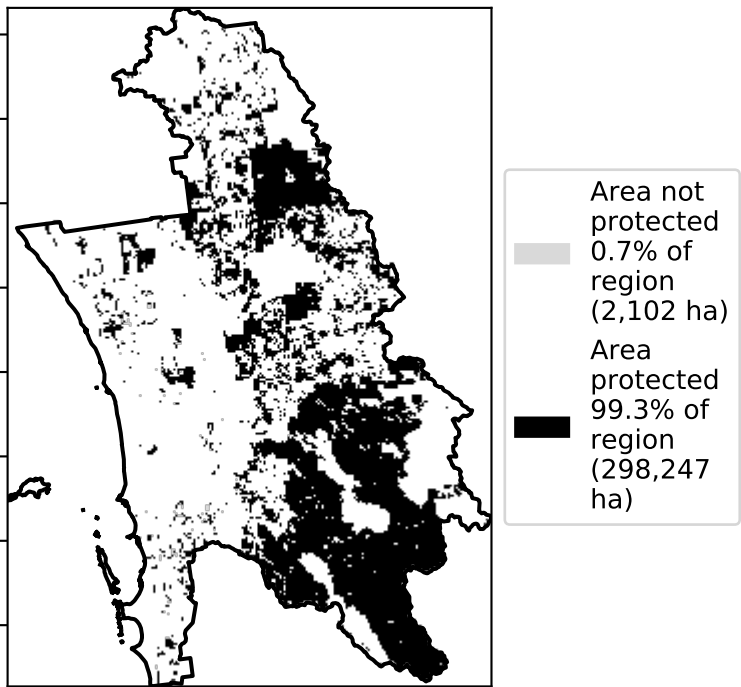 Area not
protected
0.7% of
region
(2,102 ha)
Area
protected
99.3% of
region
(298,247
ha)